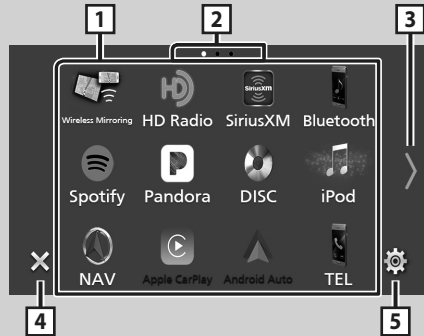 1 2 3
SiriusXM
Wireless Mirroring HD Radio SiriusXM Bluetooth
Spotify Pandora DISC iPod
NAV Apple CarPlay Android Auto TEL
4 5